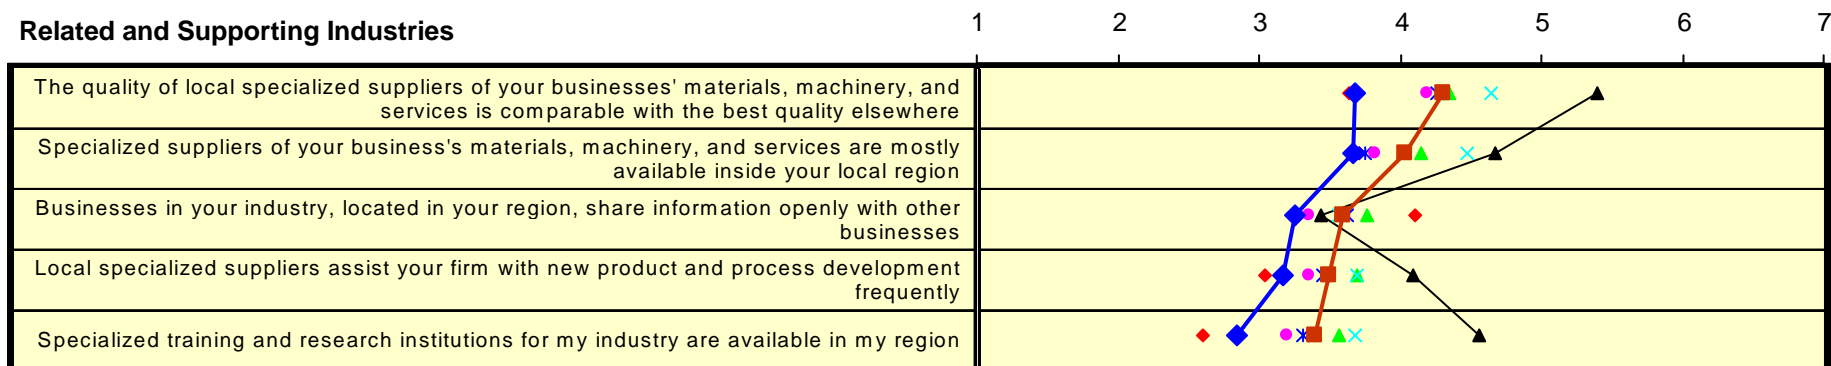 Related and Supporting Industries
1 2 3 4 5 6 7
The quality of local specialized suppliers of your businesses' materials, machinery, and
services is comparable with the best quality elsewhere
Specialized suppliers of your business's materials, machinery, and services are mostly
available inside your local region
Businesses in your industry, located in your region, share information openly with other
businesses
Local specialized suppliers assist your firm with new product and process development
frequently
Specialized training and research institutions for my industry are available in my region